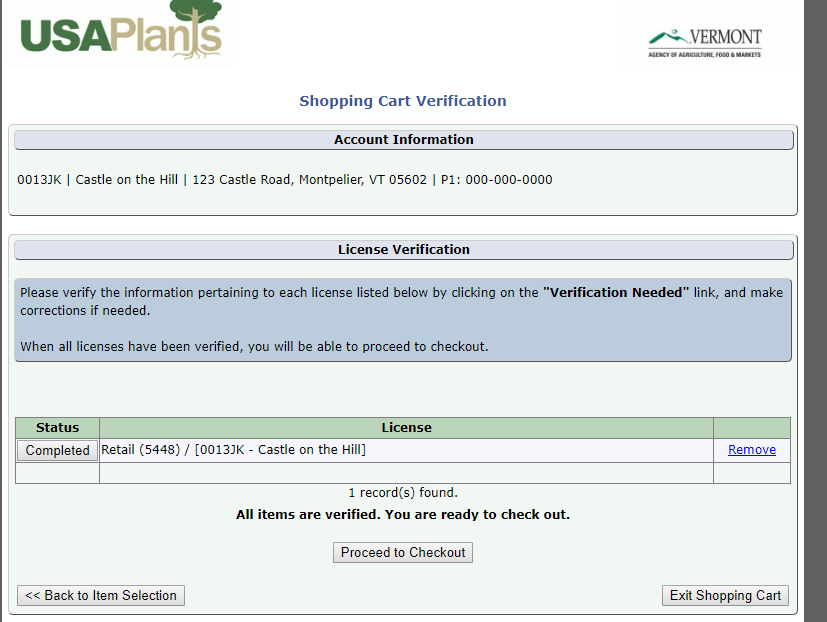 USAPlants
VERMONT
AGENCY OF AGRICULTURE, FOOD & MARKETS
Shopping Cart Verification
Account Information
0013JK | Castle on the Hill | 123 Castle Road, Montpelier, VT 05602 | P1: 000-000-0000
License Verification
Please verify the information pertaining to each license listed below by clicking on the "Verification Needed" link, and make
corrections if needed.
When all licenses have been verified, you will be able to proceed to checkout.
Status License
Completed Retail (5448) / [0013JK - Castle on the Hill] Remove
1 record(s) found.
All items are verified. You are ready to check out.
Proceed to Checkout
<< Back to Item Selection Exit Shopping Cart